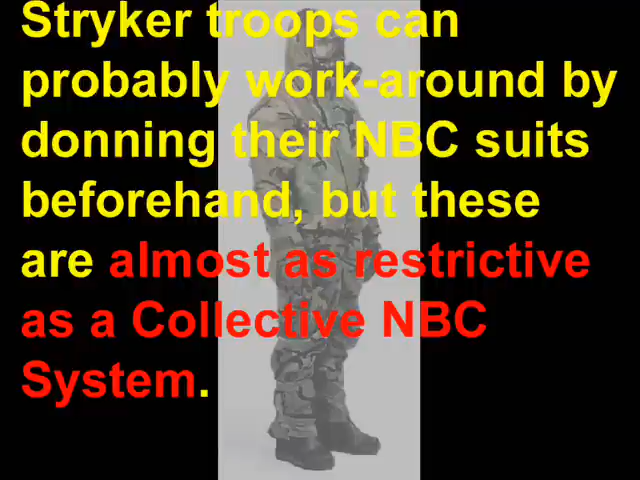 Stryker troops can
probably work-around by
donning their NBC suits
beforehand, but these
are almost as restrictive
as a Collective NBC
System.